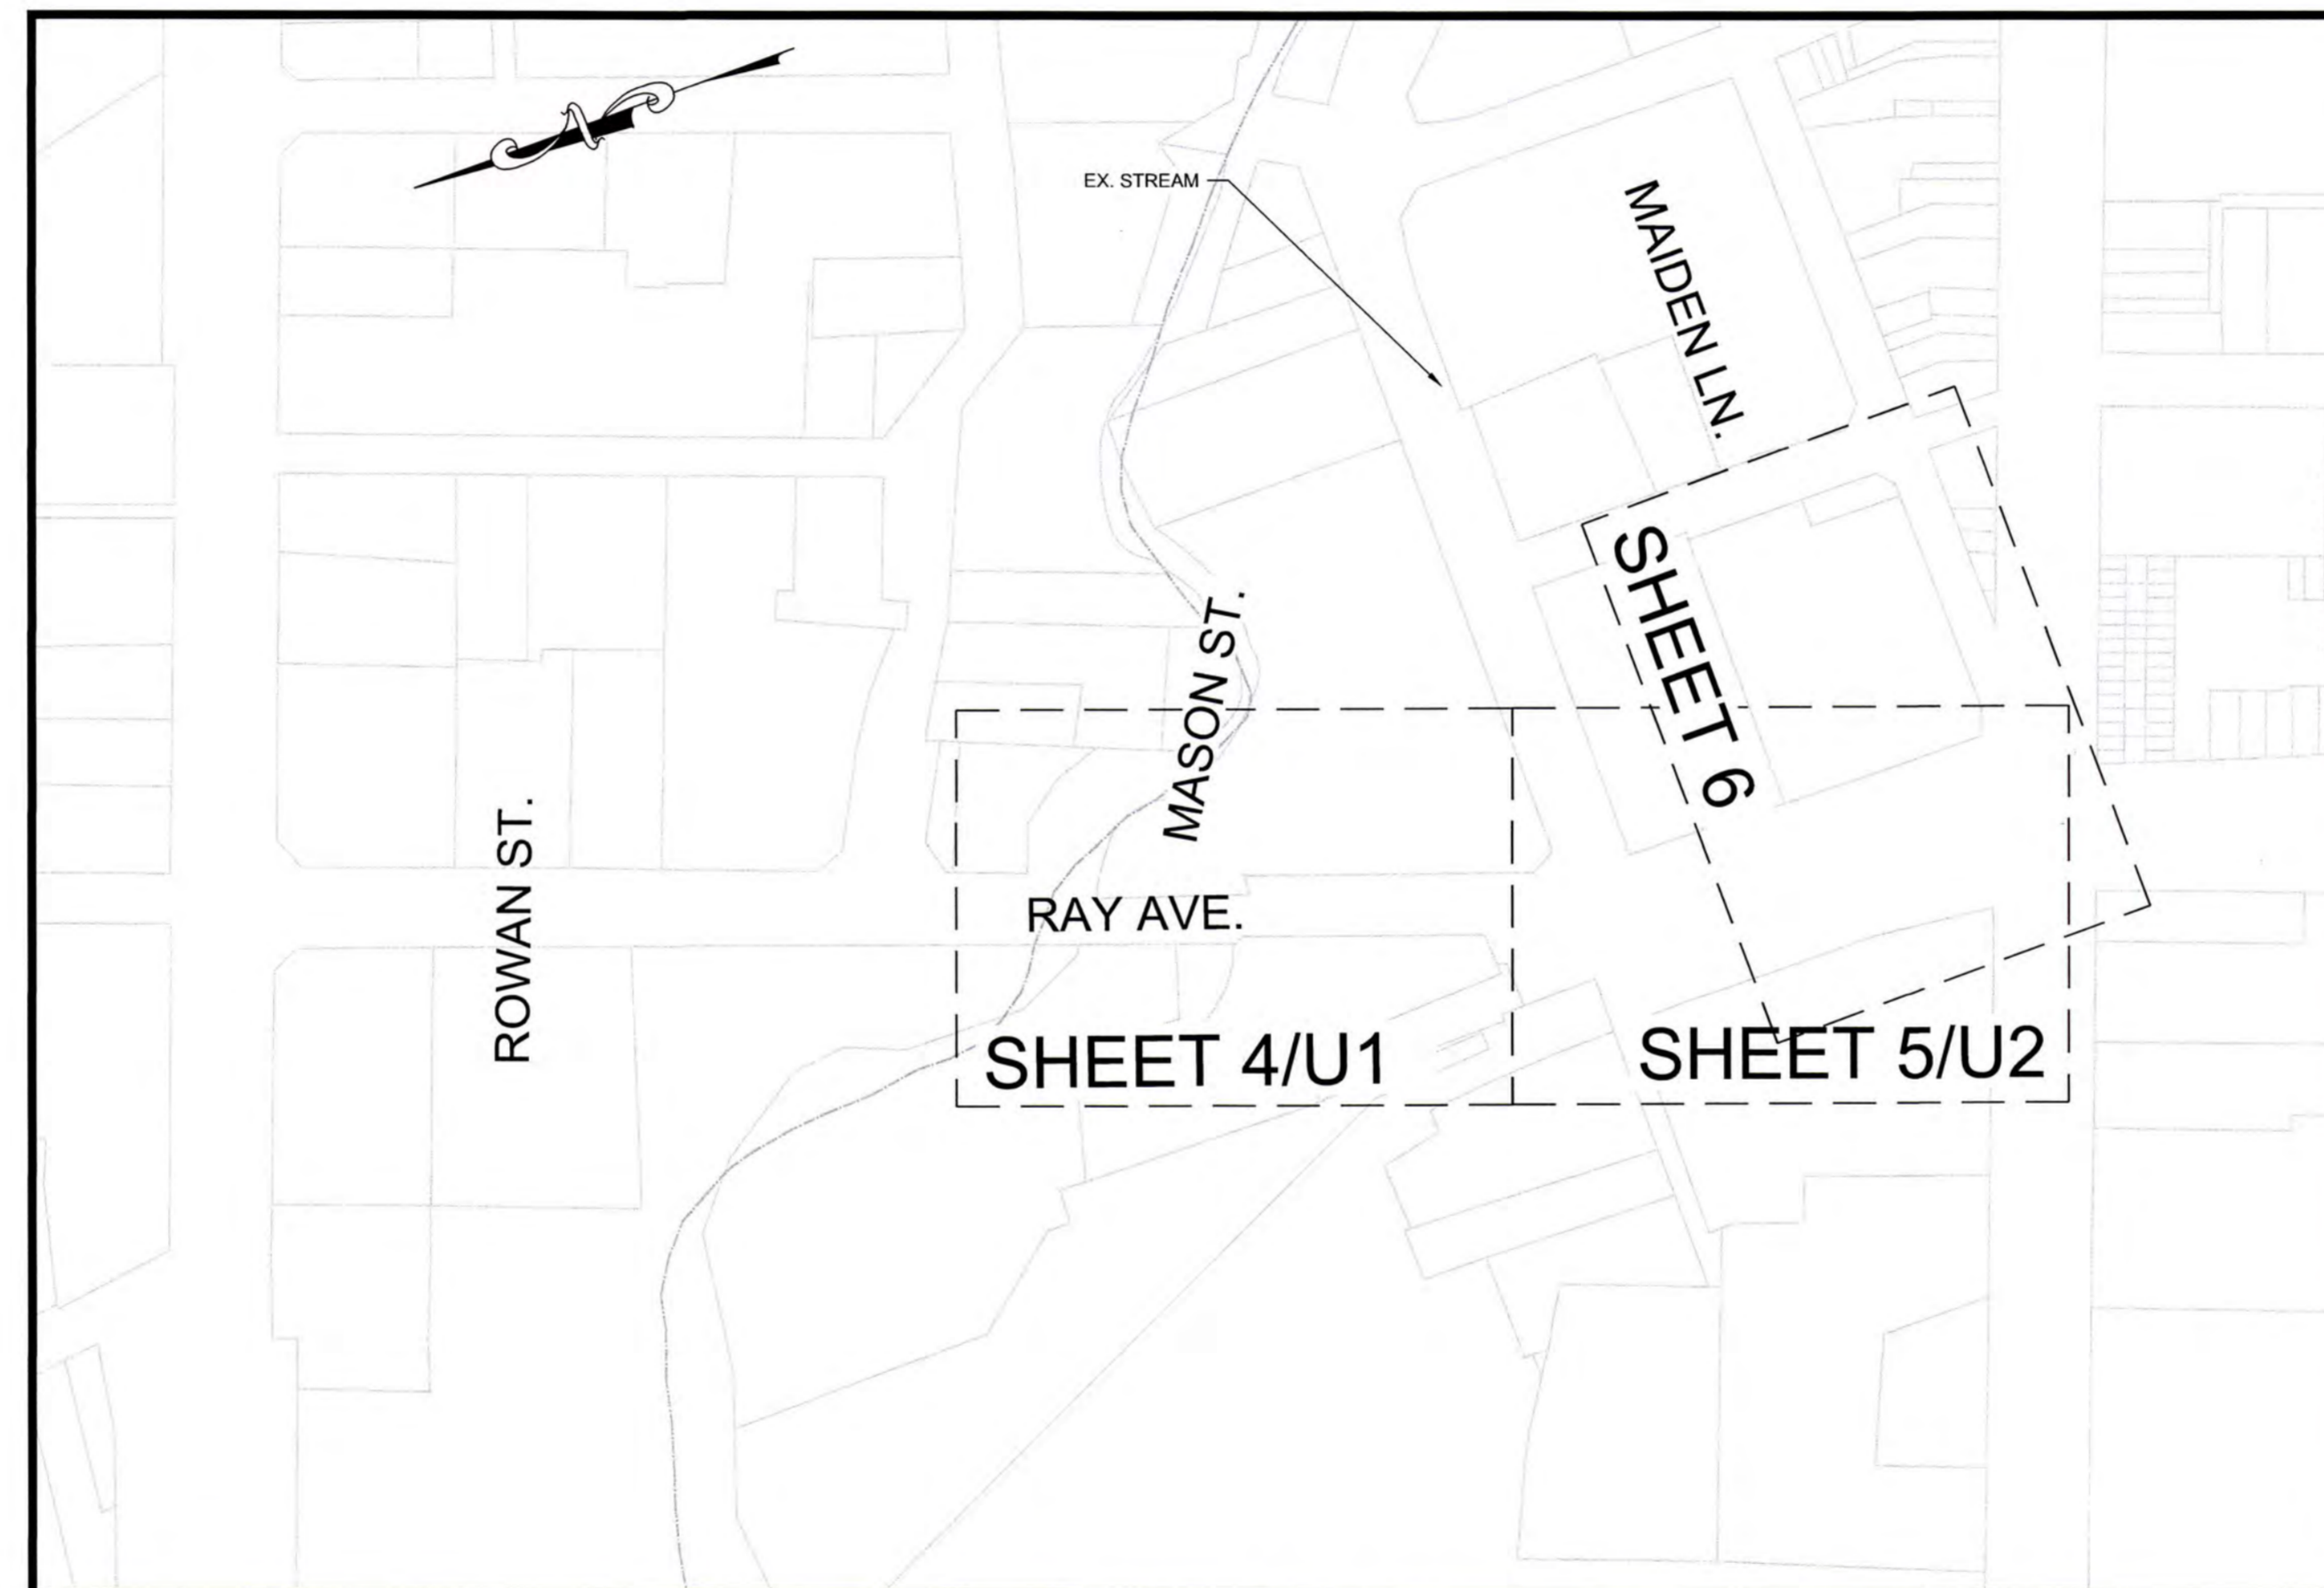 EX. STREAM
MAIDEN LN.
SHEET 6
MASON ST.
ROWAN ST.
RAY AVE.
SHEET 4/U1
SHEET 5/U2